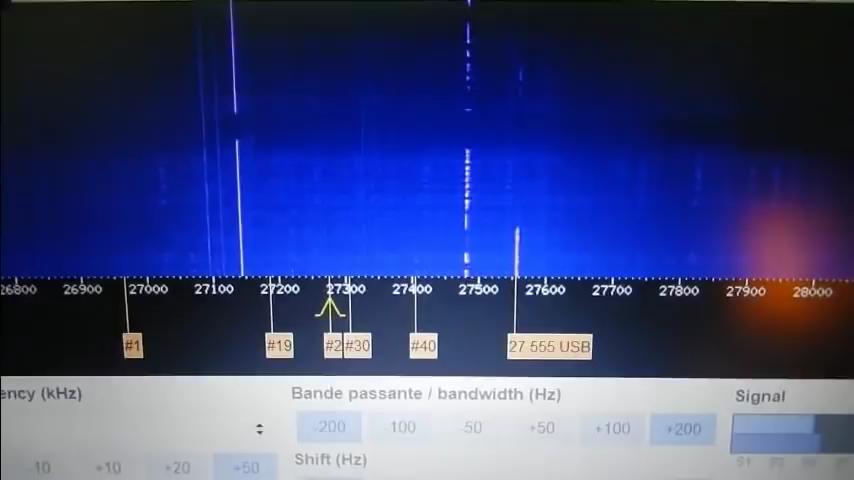 26800 26900 27000 27100 27200 27300 27400 27500 27600 27700 27800 27900 28000
#1 #19 #2 #30 #40 27 555 USB
ency (kHz) Bande passante / bandwidth (Hz) Signal
-200 -100 -50 +50 +100 +200
-10 +10 +20 +50 Shift (Hz) S1